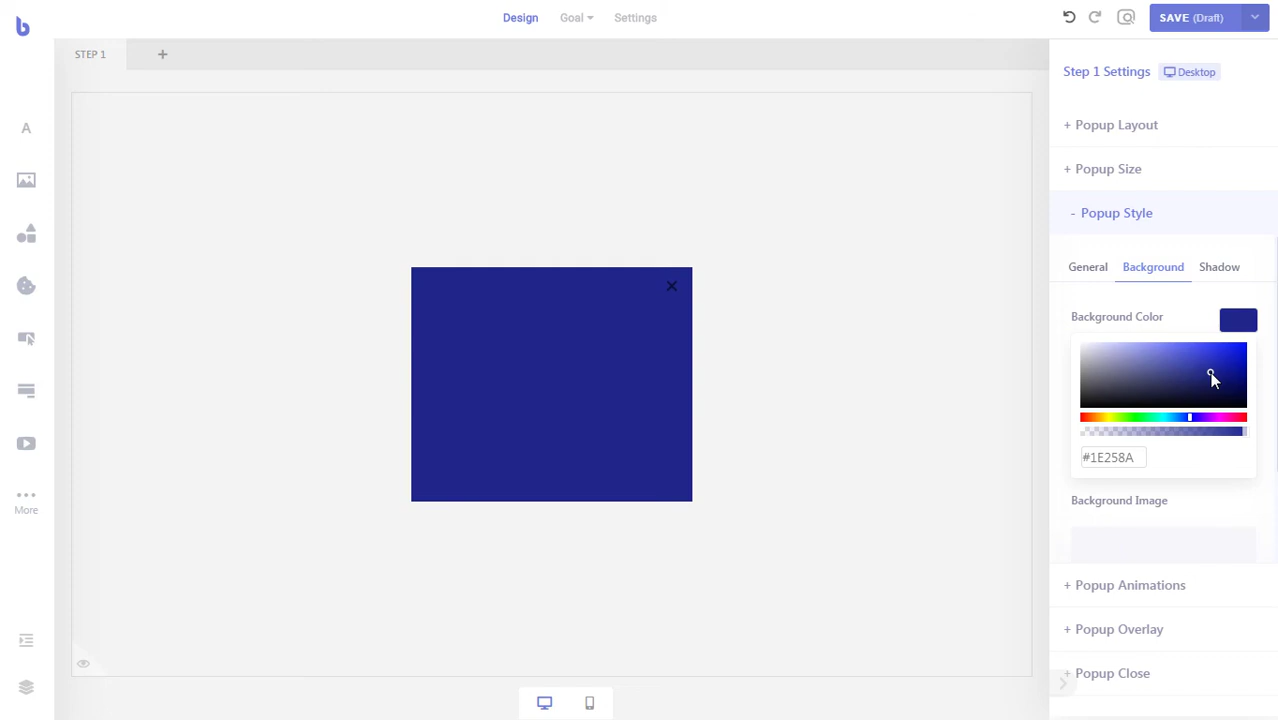 b
Design Goal Settings
SAVE (Draft)
STEP 1 +
Step 1 Settings Desktop
A
+ Popup Layout
+ Popup Size
- Popup Style
General Background Shadow
Background Color
#1E258A
Background Image
More
+ Popup Animations
+ Popup Overlay
+ Popup Close